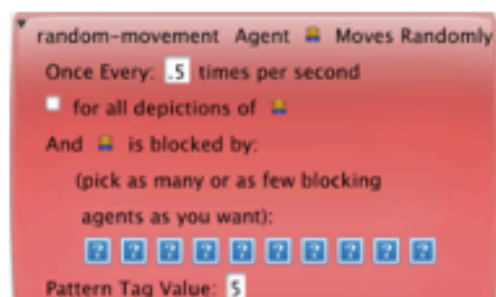 random-movement Agent Moves Randomly
Once Every: .5 times per second
for all depictions of
And is blocked by:
(pick as many or as few blocking
agents as you want):
? ? ? ? ? ? ? ? ? ?
Pattern Tag Value: 5